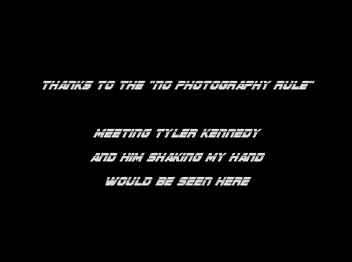 THANKS TO THE "NO PHOTOGRAPHY RULE"
MEETING TYLER KENNEDY
AND HIM SHAKING MY HAND
WOULD BE SEEN HERE